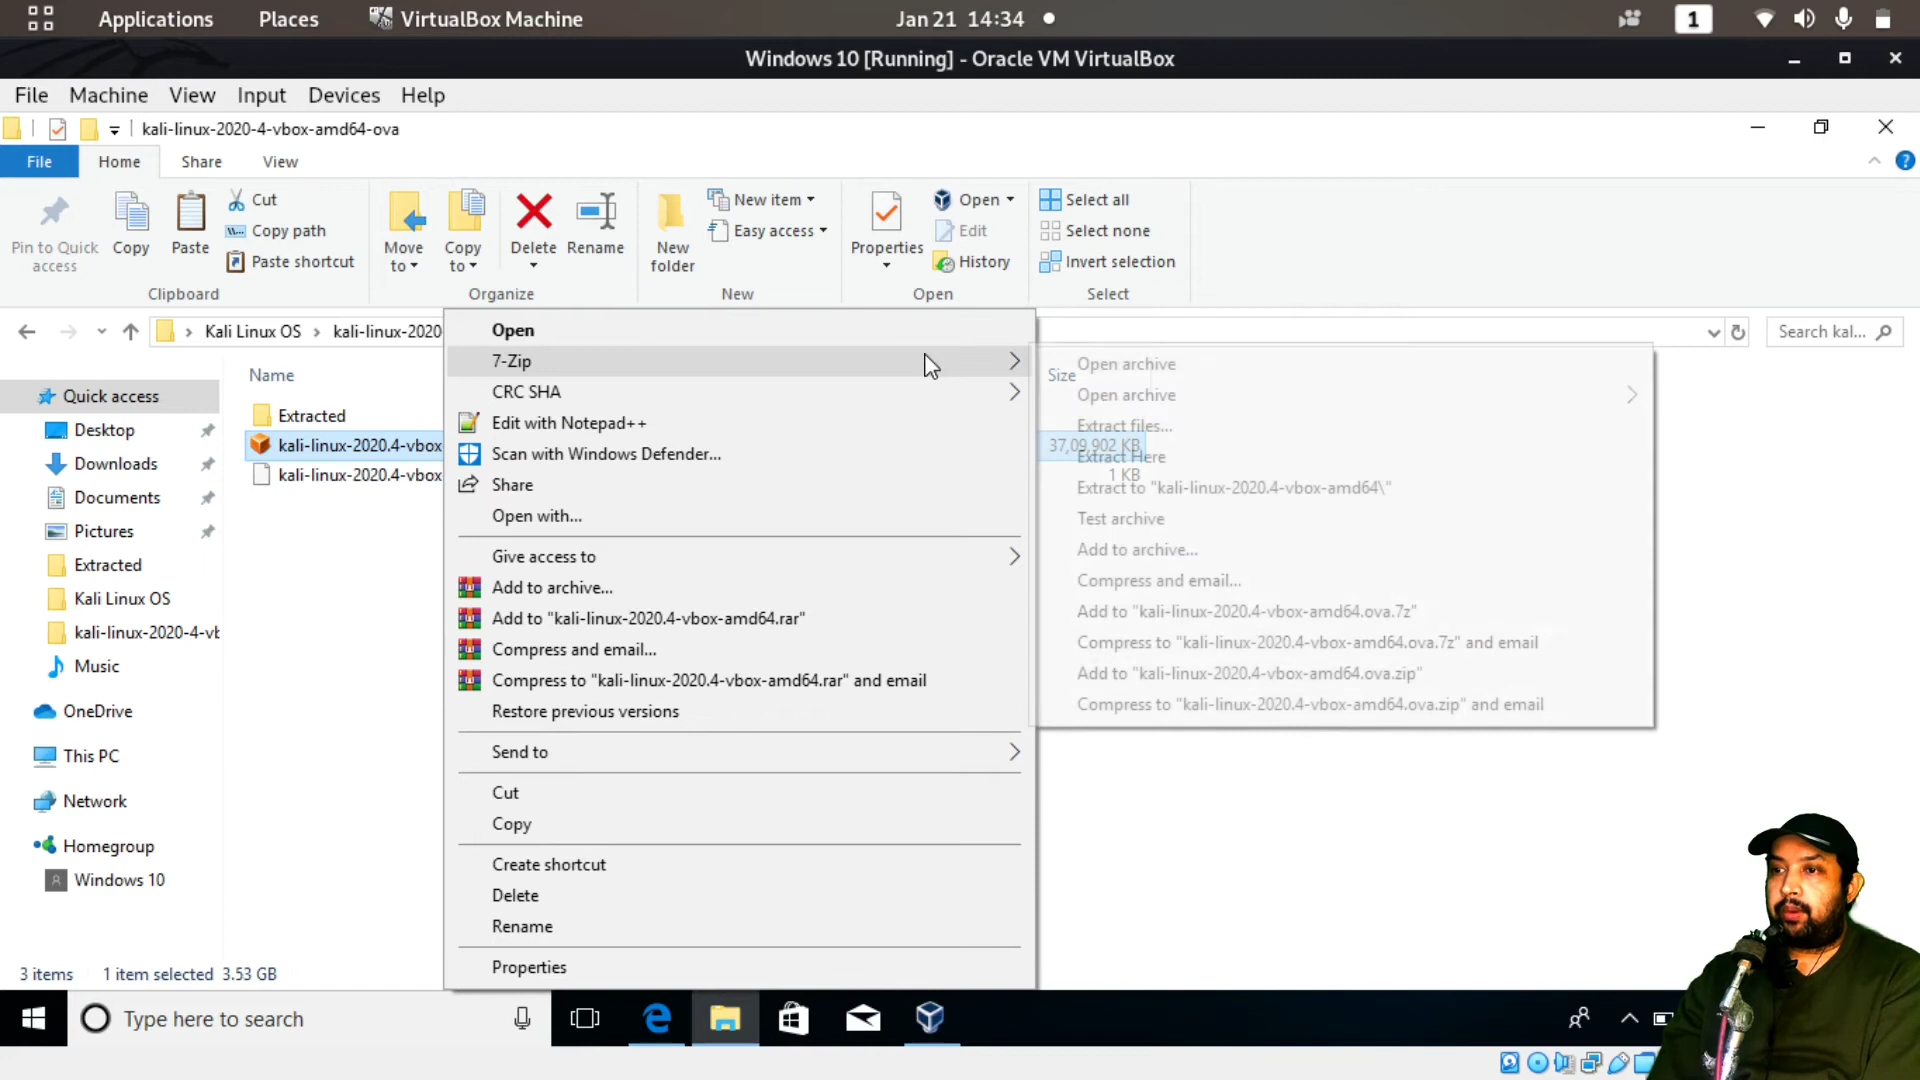 Applications Places VirtualBox Machine Jan 21 14:34 1
Windows 10 [Running] - Oracle VM VirtualBox
File Machine View Input Devices Help
kali-linux-2020-4-vbox-amd64-ova
File Home Share View
Pin to Quick access
Copy
Paste
Cut
Copy path
Paste shortcut
Clipboard
Move to
Copy to
Delete
Rename
Organize
New folder
New item
Easy access
New
Properties
Open
Edit
History
Open
Select all
Select none
Invert selection
Select
Kali Linux OS > kali-linux-2020
Search kal...
Quick access
Desktop
Downloads
Documents
Pictures
Extracted
Kali Linux OS
kali-linux-2020-4-vb
Music
OneDrive
This PC
Network
Homegroup
Windows 10
Name
Size
Extracted
kali-linux-2020.4-vbox
37,09,902 KB
kali-linux-2020.4-vbox
1 KB
Open
7-Zip
CRC SHA
Edit with Notepad++
Scan with Windows Defender...
Share
Open with...
Give access to
Add to archive...
Add to "kali-linux-2020.4-vbox-amd64.rar"
Compress and email...
Compress to "kali-linux-2020.4-vbox-amd64.rar" and email
Restore previous versions
Send to
Cut
Copy
Create shortcut
Delete
Rename
Properties
Open archive
Open archive
Extract files...
Extract Here
Extract to "kali-linux-2020.4-vbox-amd64\"
Test archive
Add to archive...
Compress and email...
Add to "kali-linux-2020.4-vbox-amd64.ova.7z"
Compress to "kali-linux-2020.4-vbox-amd64.ova.7z" and email
Add to "kali-linux-2020.4-vbox-amd64.ova.zip"
Compress to "kali-linux-2020.4-vbox-amd64.ova.zip" and email
3 items 1 item selected 3.53 GB
Type here to search